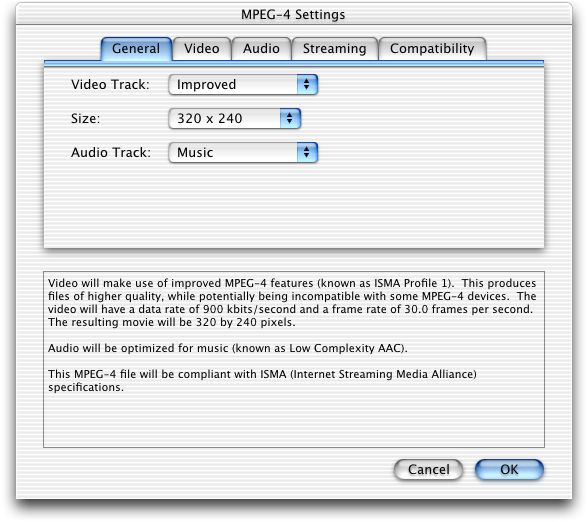 MPEG-4 Settings
General Video Audio Streaming Compatibility
Video Track: Improved
Size: 320 x 240
Audio Track: Music
Video will make use of improved MPEG-4 features (known as ISMA Profile 1).  This produces
files of higher quality, while potentially being incompatible with some MPEG-4 devices.  The
video will have a data rate of 900 kbits/second and a frame rate of 30.0 frames per second.
The resulting movie will be 320 by 240 pixels.
Audio will be optimized for music (known as Low Complexity AAC).
This MPEG-4 file will be compliant with ISMA (Internet Streaming Media Alliance)
specifications.
Cancel OK